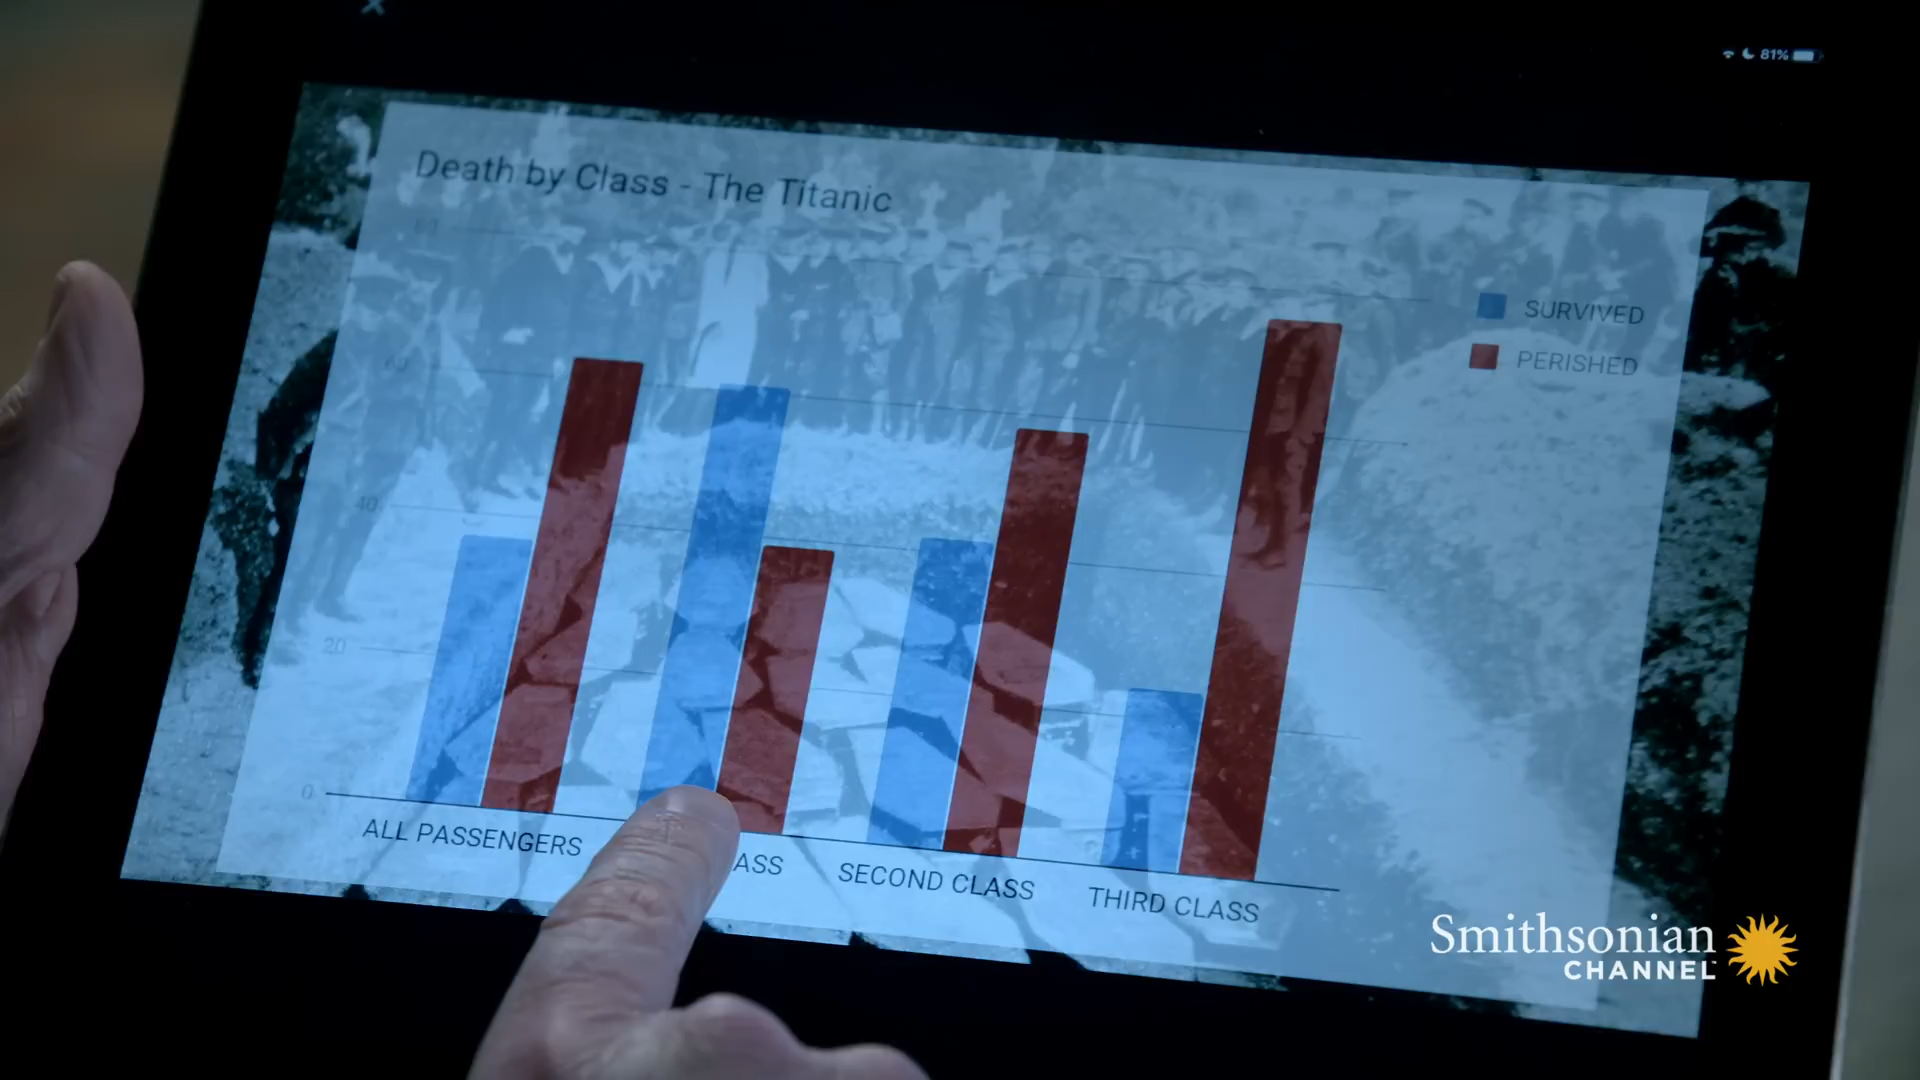 81%
Death by Class - The Titanic
80
SURVIVED
PERISHED
60
40
20
0
ALL PASSENGERS
ASS
SECOND CLASS
THIRD CLASS
Smithsonian
CHANNEL